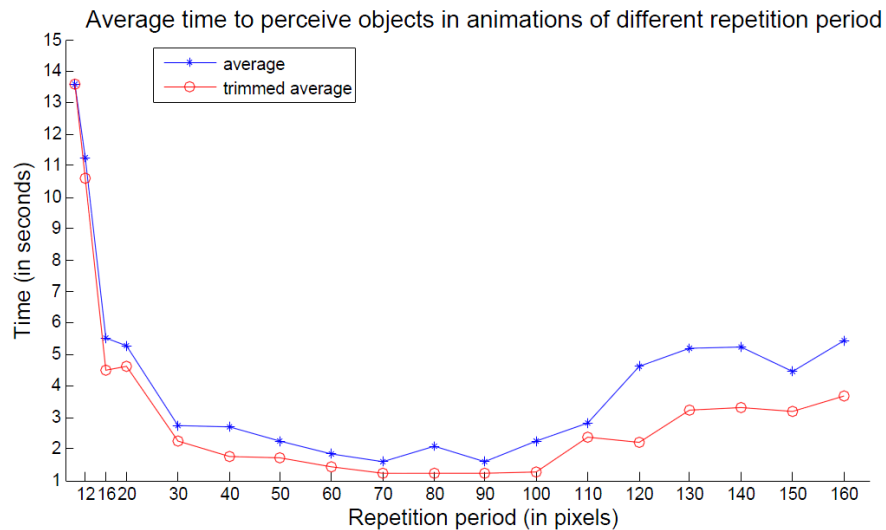 Average time to perceive objects in animations of different repetition period
average
trimmed average
15
14
13
12
11
10
9
8
7
6
5
4
3
2
1
Time (in seconds)
12 16 20 30 40 50 60 70 80 90 100 110 120 130 140 150 160
Repetition period (in pixels)